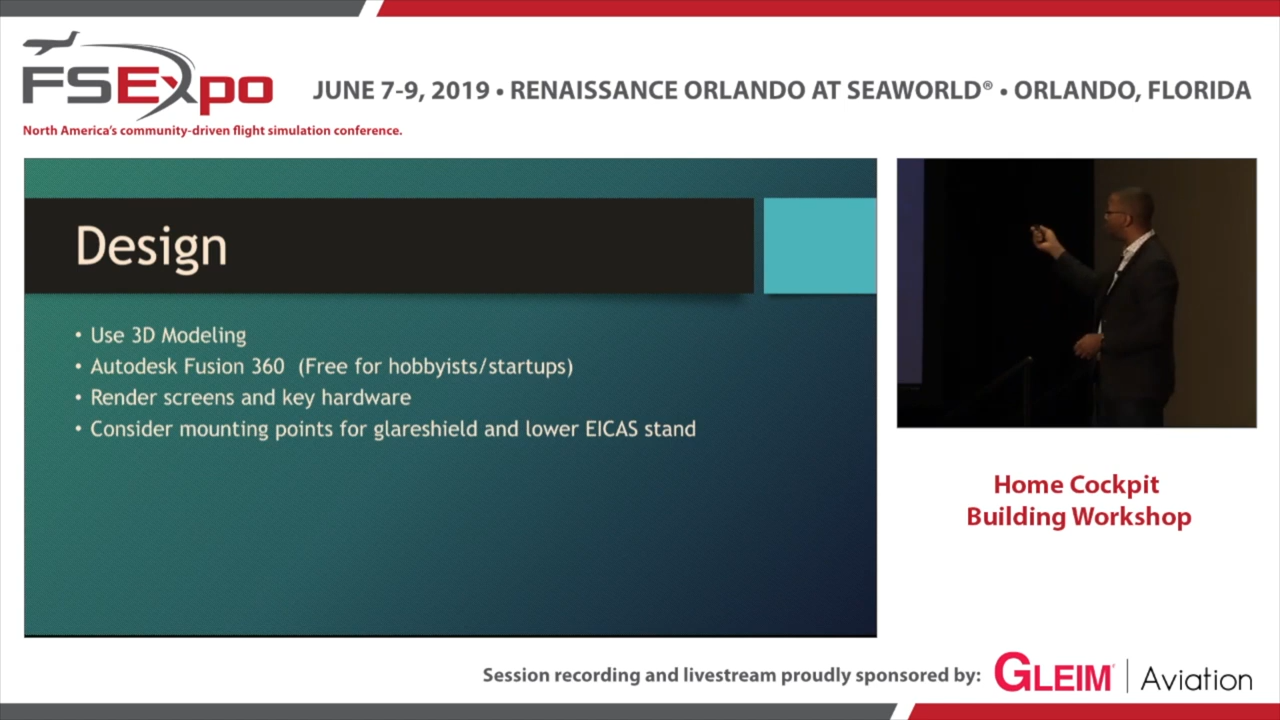 FSExpo
JUNE 7-9, 2019 • RENAISSANCE ORLANDO AT SEAWORLD® • ORLANDO, FLORIDA
North America's community-driven flight simulation conference.
Design
• Use 3D Modeling
• Autodesk Fusion 360 (Free for hobbyists/startups)
• Render screens and key hardware
• Consider mounting points for glareshield and lower EICAS stand
Home Cockpit
Building Workshop
Session recording and livestream proudly sponsored by:
GLEIM® | Aviation